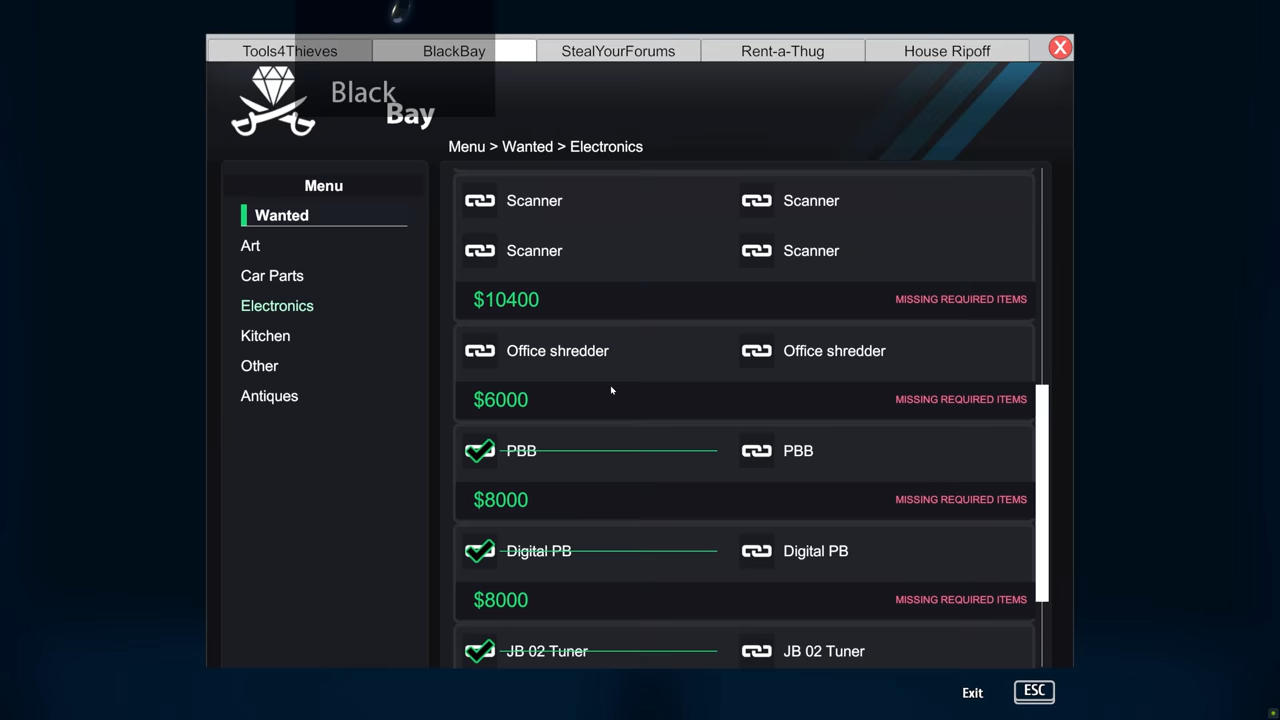 Tools4Thieves BlackBay StealYourForums Rent-a-Thug House Ripoff X
Black
Bay
Menu > Wanted > Electronics
Menu
Wanted
Art
Car Parts
Electronics
Kitchen
Other
Antiques
Scanner Scanner
Scanner Scanner
$10400 MISSING REQUIRED ITEMS
Office shredder Office shredder
$6000 MISSING REQUIRED ITEMS
PBB PBB
$8000 MISSING REQUIRED ITEMS
Digital PB Digital PB
$8000 MISSING REQUIRED ITEMS
JB 02 Tuner JB 02 Tuner
Exit ESC